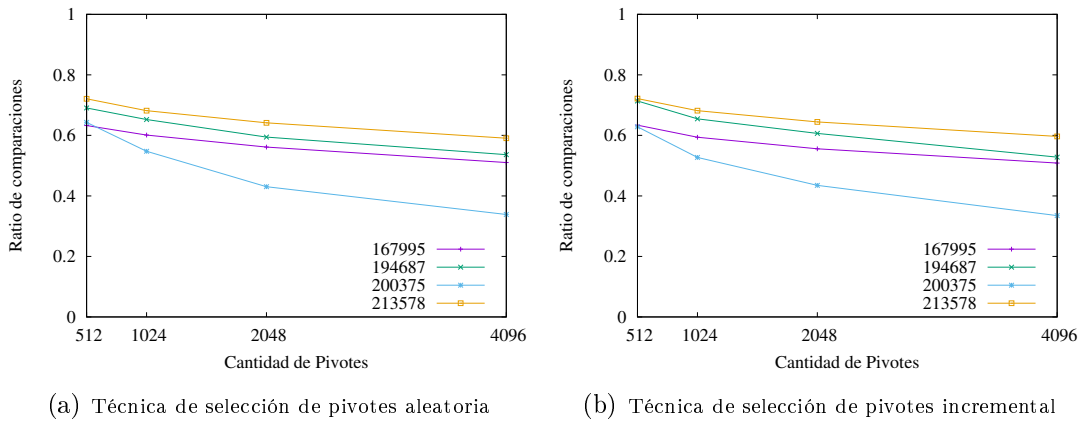 1
0.8
0.6
0.4
0.2
0
Ratio de comparaciones
512 1024 2048 4096
Cantidad de Pivotes
167995
194687
200375
213578
(a) Técnica de selección de pivotes aleatoria
1
0.8
0.6
0.4
0.2
0
Ratio de comparaciones
512 1024 2048 4096
Cantidad de Pivotes
167995
194687
200375
213578
(b) Técnica de selección de pivotes incremental